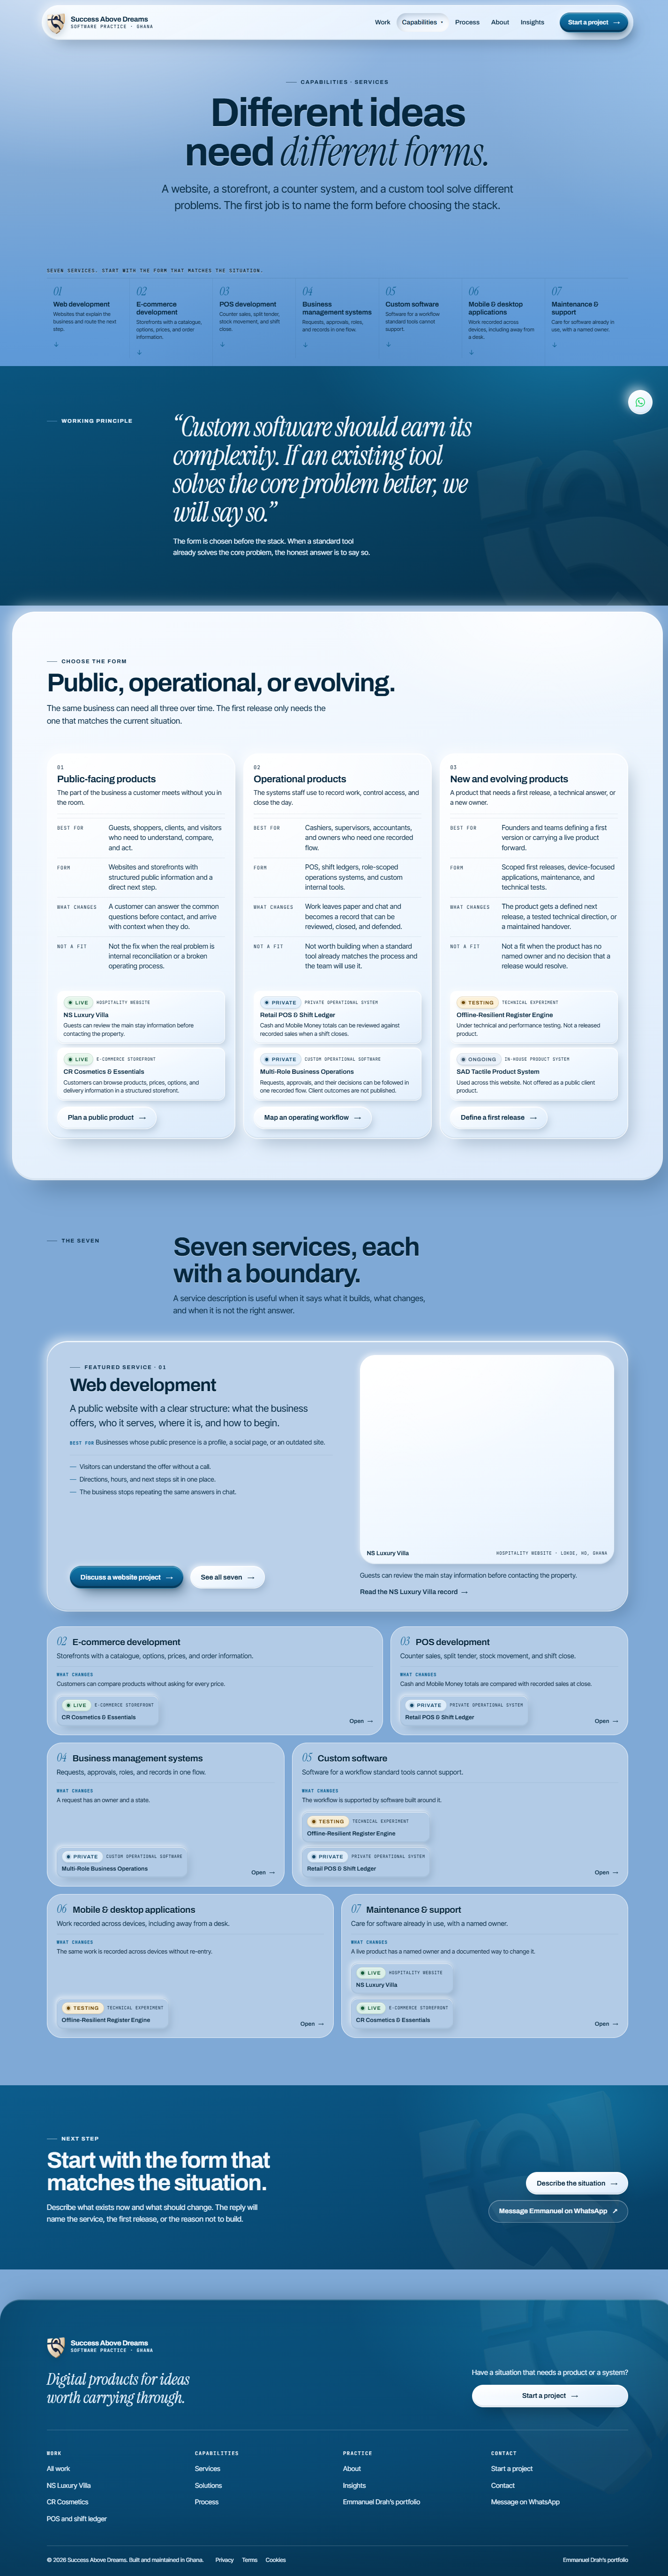 Success Above Dreams
SOFTWARE PRACTICE · GHANA
Work
Capabilities
Process
About
Insights
Start a project →
CAPABILITIES · SERVICES
Different ideas
need different forms.
A website, a storefront, a counter system, and a custom tool solve different
problems. The first job is to name the form before choosing the stack.
SEVEN SERVICES. START WITH THE FORM THAT MATCHES THE SITUATION.
01
Web development
Websites that explain the
business and route the next
step.
↓
02
E-commerce
development
Storefronts with a catalogue,
options, prices, and order
information.
↓
03
POS development
Counter sales, split tender,
stock movement, and shift
close.
↓
04
Business
management systems
Requests, approvals, roles,
and records in one flow.
↓
05
Custom software
Software for a workflow
standard tools cannot
support.
↓
06
Mobile & desktop
applications
Work recorded across
devices, including away from
a desk.
↓
07
Maintenance &
support
Care for software already in
use, with a named owner.
↓
WORKING PRINCIPLE
“Custom software should earn its
complexity. If an existing tool
solves the core problem better, we
will say so.”
The form is chosen before the stack. When a standard tool
already solves the core problem, the honest answer is to say so.
CHOOSE THE FORM
Public, operational, or evolving.
The same business can need all three over time. The first release only needs the
one that matches the current situation.
01
Public-facing products
The part of the business a customer meets without you in
the room.
BEST FOR
Guests, shoppers, clients, and visitors
who need to understand, compare,
and act.
FORM
Websites and storefronts with
structured public information and a
direct next step.
WHAT CHANGES
A customer can answer the common
questions before contact, and arrive
with context when they do.
NOT A FIT
Not the fix when the real problem is
internal reconciliation or a broken
operating process.
LIVE
HOSPITALITY WEBSITE
NS Luxury Villa
Guests can review the main stay information before
contacting the property.
LIVE
E-COMMERCE STOREFRONT
CR Cosmetics & Essentials
Customers can browse products, prices, options, and
delivery information in a structured storefront.
Plan a public product →
02
Operational products
The systems staff use to record work, control access, and
close the day.
BEST FOR
Cashiers, supervisors, accountants,
and owners who need one recorded
flow.
FORM
POS, shift ledgers, role-scoped
operations systems, and custom
internal tools.
WHAT CHANGES
Work leaves paper and chat and
becomes a record that can be
reviewed, closed, and defended.
NOT A FIT
Not worth building when a standard
tool already matches the process and
the team will use it.
PRIVATE
PRIVATE OPERATIONAL SYSTEM
Retail POS & Shift Ledger
Cash and Mobile Money totals can be reviewed against
recorded sales when a shift closes.
PRIVATE
CUSTOM OPERATIONAL SOFTWARE
Multi-Role Business Operations
Requests, approvals, and their decisions can be followed in
one recorded flow. Client outcomes are not published.
Map an operating workflow →
03
New and evolving products
A product that needs a first release, a technical answer, or
a new owner.
BEST FOR
Founders and teams defining a first
version or carrying a live product
forward.
FORM
Scoped first releases, device-focused
applications, maintenance, and
technical tests.
WHAT CHANGES
The product gets a defined next
release, a tested technical direction, or
a maintained handover.
NOT A FIT
Not a fit when the product has no
named owner and no decision that a
release would resolve.
TESTING
TECHNICAL EXPERIMENT
Offline-Resilient Register Engine
Under technical and performance testing. Not a released
product.
ONGOING
IN-HOUSE PRODUCT SYSTEM
SAD Tactile Product System
Used across this website. Not offered as a public client
product.
Define a first release →
THE SEVEN
Seven services, each
with a boundary.
A service description is useful when it says what it builds, what changes,
and when it is not the right answer.
FEATURED SERVICE · 01
Web development
A public website with a clear structure: what the business
offers, who it serves, where it is, and how to begin.
BEST FOR Businesses whose public presence is a profile, a social page, or an outdated site.
— Visitors can understand the offer without a call.
— Directions, hours, and next steps sit in one place.
— The business stops repeating the same answers in chat.
Discuss a website project →
See all seven →
NS Luxury Villa
HOSPITALITY WEBSITE · LOKOE, HO, GHANA
Guests can review the main stay information before contacting the property.
Read the NS Luxury Villa record →
02 E-commerce development
Storefronts with a catalogue, options, prices, and order information.
WHAT CHANGES
Customers can compare products without asking for every price.
LIVE
E-COMMERCE STOREFRONT
CR Cosmetics & Essentials
Open →
03 POS development
Counter sales, split tender, stock movement, and shift close.
WHAT CHANGES
Cash and Mobile Money totals are compared with recorded sales at close.
PRIVATE
PRIVATE OPERATIONAL SYSTEM
Retail POS & Shift Ledger
Open →
04 Business management systems
Requests, approvals, roles, and records in one flow.
WHAT CHANGES
A request has an owner and a state.
PRIVATE
CUSTOM OPERATIONAL SOFTWARE
Multi-Role Business Operations
Open →
05 Custom software
Software for a workflow standard tools cannot support.
WHAT CHANGES
The workflow is supported by software built around it.
TESTING
TECHNICAL EXPERIMENT
Offline-Resilient Register Engine
PRIVATE
PRIVATE OPERATIONAL SYSTEM
Retail POS & Shift Ledger
Open →
06 Mobile & desktop applications
Work recorded across devices, including away from a desk.
WHAT CHANGES
The same work is recorded across devices without re-entry.
TESTING
TECHNICAL EXPERIMENT
Offline-Resilient Register Engine
Open →
07 Maintenance & support
Care for software already in use, with a named owner.
WHAT CHANGES
A live product has a named owner and a documented way to change it.
LIVE
HOSPITALITY WEBSITE
NS Luxury Villa
LIVE
E-COMMERCE STOREFRONT
CR Cosmetics & Essentials
Open →
NEXT STEP
Start with the form that
matches the situation.
Describe what exists now and what should change. The reply will
name the service, the first release, or the reason not to build.
Describe the situation →
Message Emmanuel on WhatsApp ↗
Success Above Dreams
SOFTWARE PRACTICE · GHANA
Digital products for ideas
worth carrying through.
Have a situation that needs a product or a system?
Start a project →
WORK
All work
NS Luxury Villa
CR Cosmetics
POS and shift ledger
CAPABILITIES
Services
Solutions
Process
PRACTICE
About
Insights
Emmanuel Drah's portfolio
CONTACT
Start a project
Contact
Message on WhatsApp
© 2026 Success Above Dreams. Built and maintained in Ghana.
Privacy
Terms
Cookies
Emmanuel Drah's portfolio